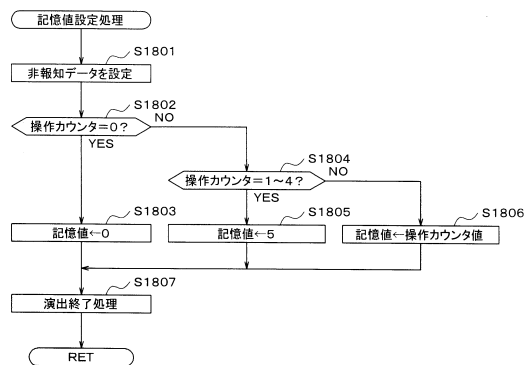 記憶値設定処理
S1801
非報知データを設定
S1802
操作カウンタ=0?
NO
YES
S1804
操作カウンタ=1~4?
NO
YES
S1803
記憶値←0
S1805
記憶値←5
S1806
記憶値←操作カウンタ値
S1807
演出終了処理
RET